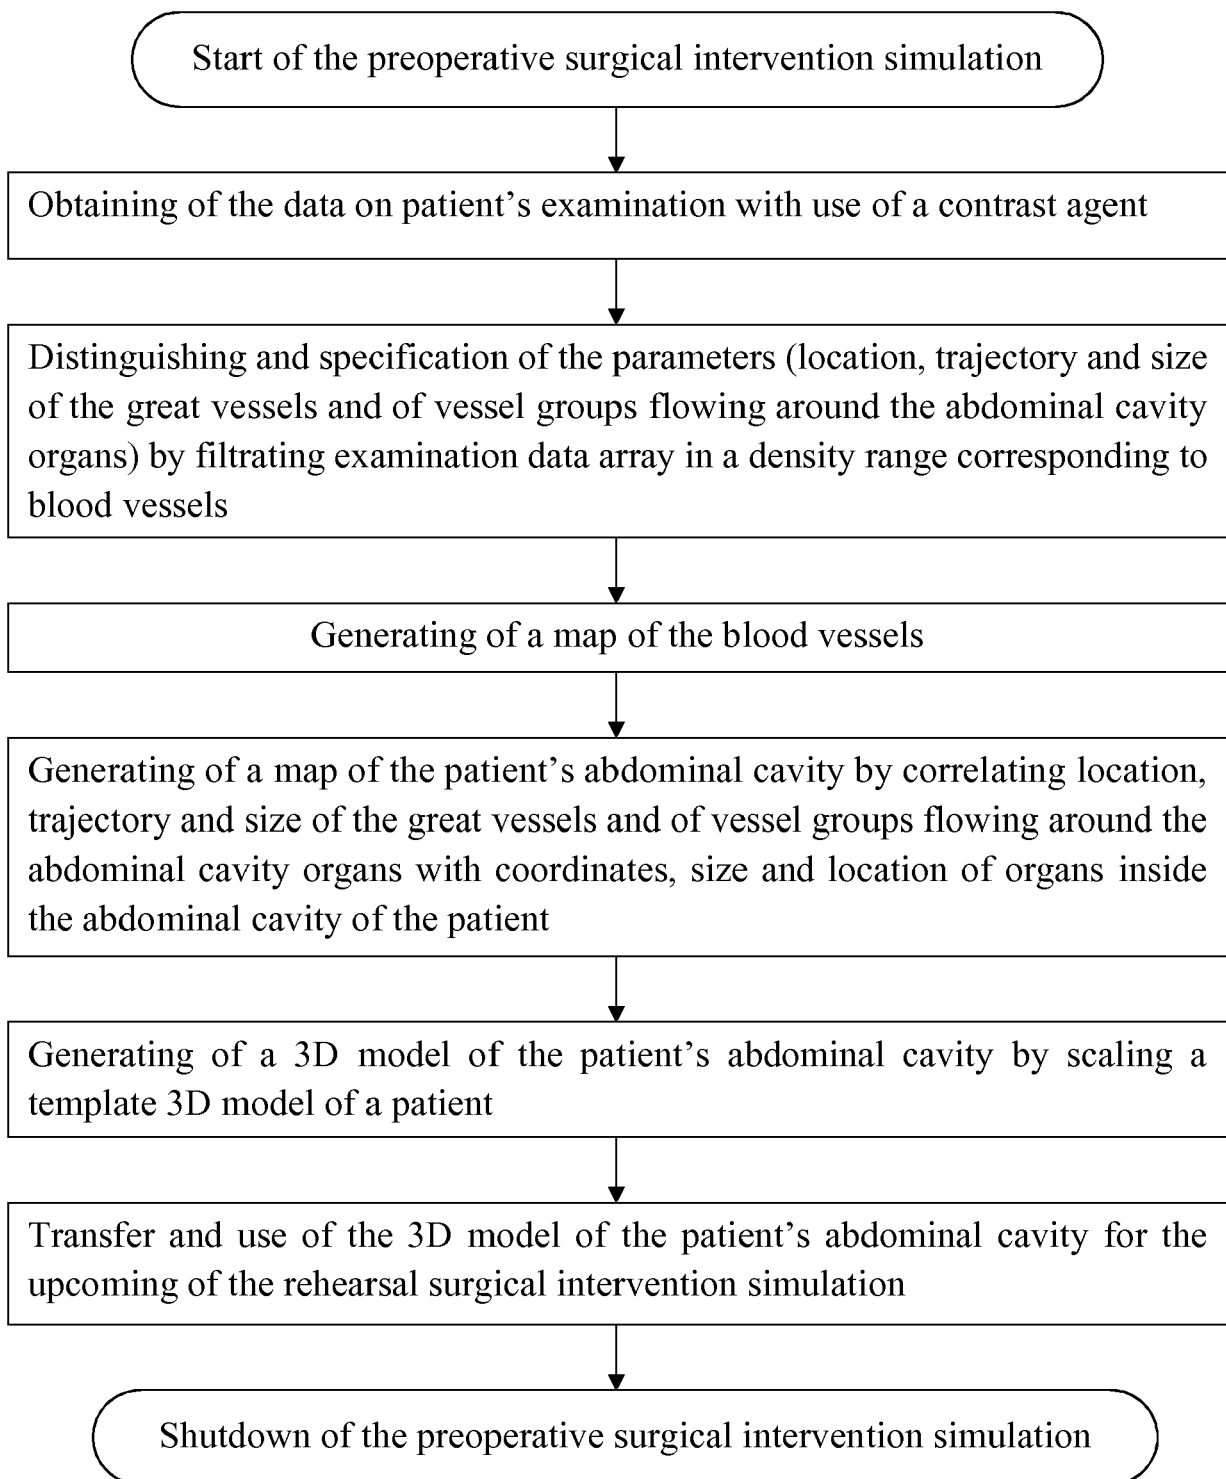 Start of the preoperative surgical intervention simulation
Obtaining of the data on patient’s examination with use of a contrast agent
Distinguishing and specification of the parameters (location, trajectory and size
of the great vessels and of vessel groups flowing around the abdominal cavity
organs) by filtrating examination data array in a density range corresponding to
blood vessels
Generating of a map of the blood vessels
Generating of a map of the patient’s abdominal cavity by correlating location,
trajectory and size of the great vessels and of vessel groups flowing around the
abdominal cavity organs with coordinates, size and location of organs inside
the abdominal cavity of the patient
Generating of a 3D model of the patient’s abdominal cavity by scaling a
template 3D model of a patient
Transfer and use of the 3D model of the patient’s abdominal cavity for the
upcoming of the rehearsal surgical intervention simulation
Shutdown of the preoperative surgical intervention simulation